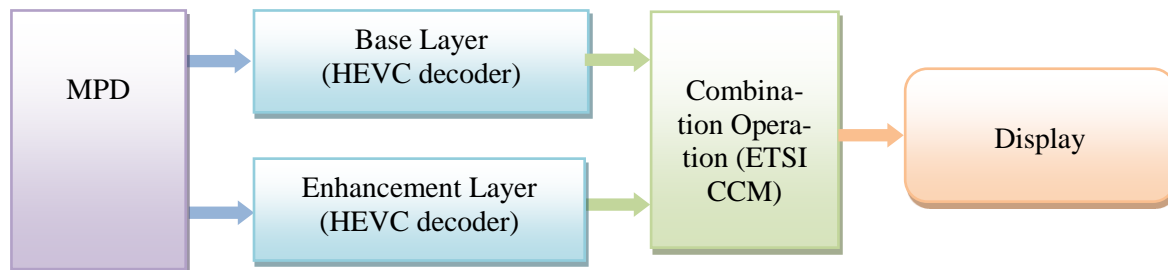 MPD
Base Layer
(HEVC decoder)
Enhancement Layer
(HEVC decoder)
Combina-
tion Opera-
tion (ETSI
CCM)
Display